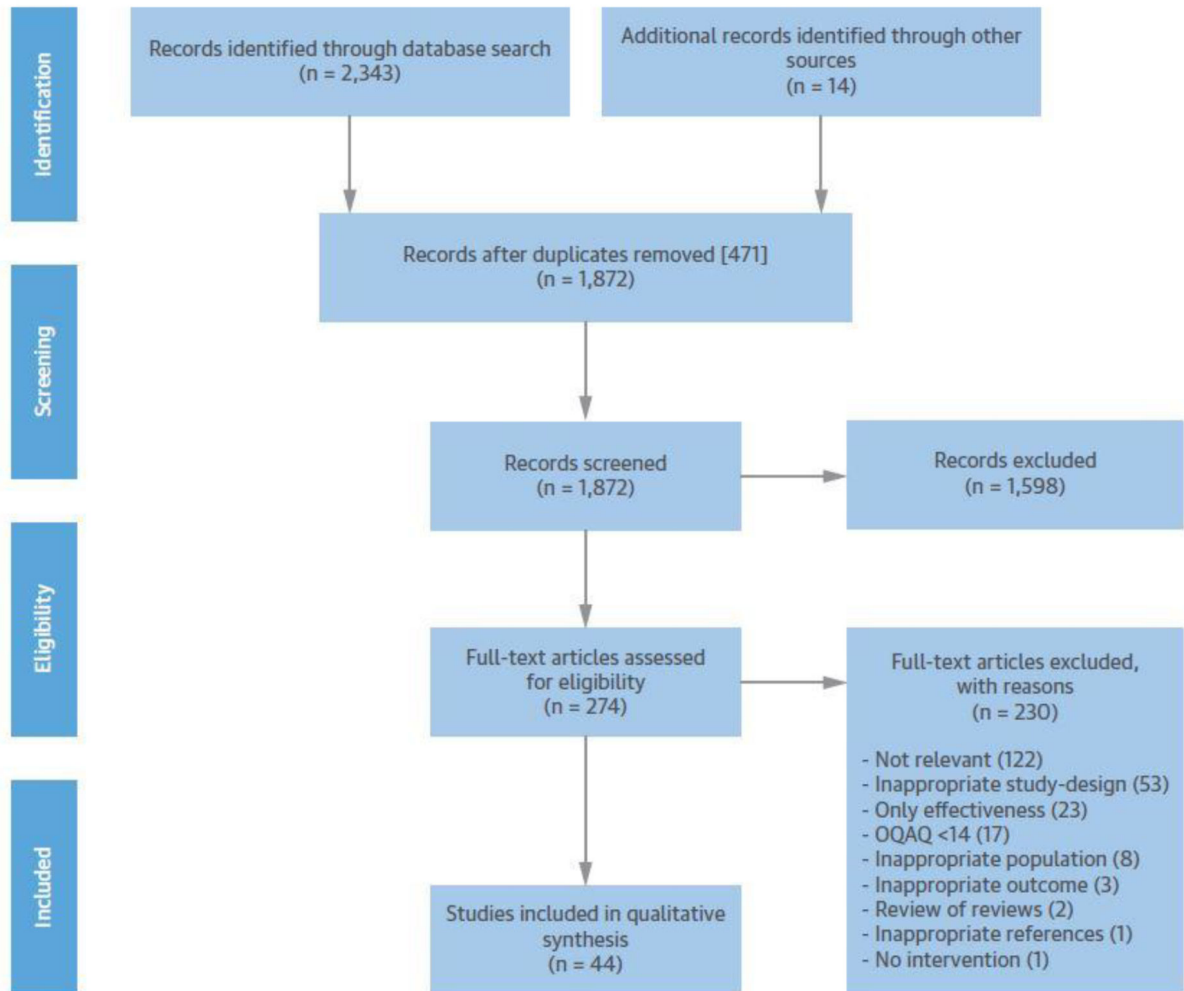 Identification
Records identified through database search
(n = 2,343)
Additional records identified through other
sources
(n = 14)
Records after duplicates removed [471]
(n = 1,872)
Screening
Records screened
(n = 1,872)
Records excluded
(n = 1,598)
Eligibility
Full-text articles assessed
for eligibility
(n = 274)
Full-text articles excluded,
with reasons
(n = 230)
- Not relevant (122)
- Inappropriate study-design (53)
- Only effectiveness (23)
- OQAQ <14 (17)
- Inappropriate population (8)
- Inappropriate outcome (3)
- Review of reviews (2)
- Inappropriate references (1)
- No intervention (1)
Included
Studies included in qualitative
synthesis
(n = 44)